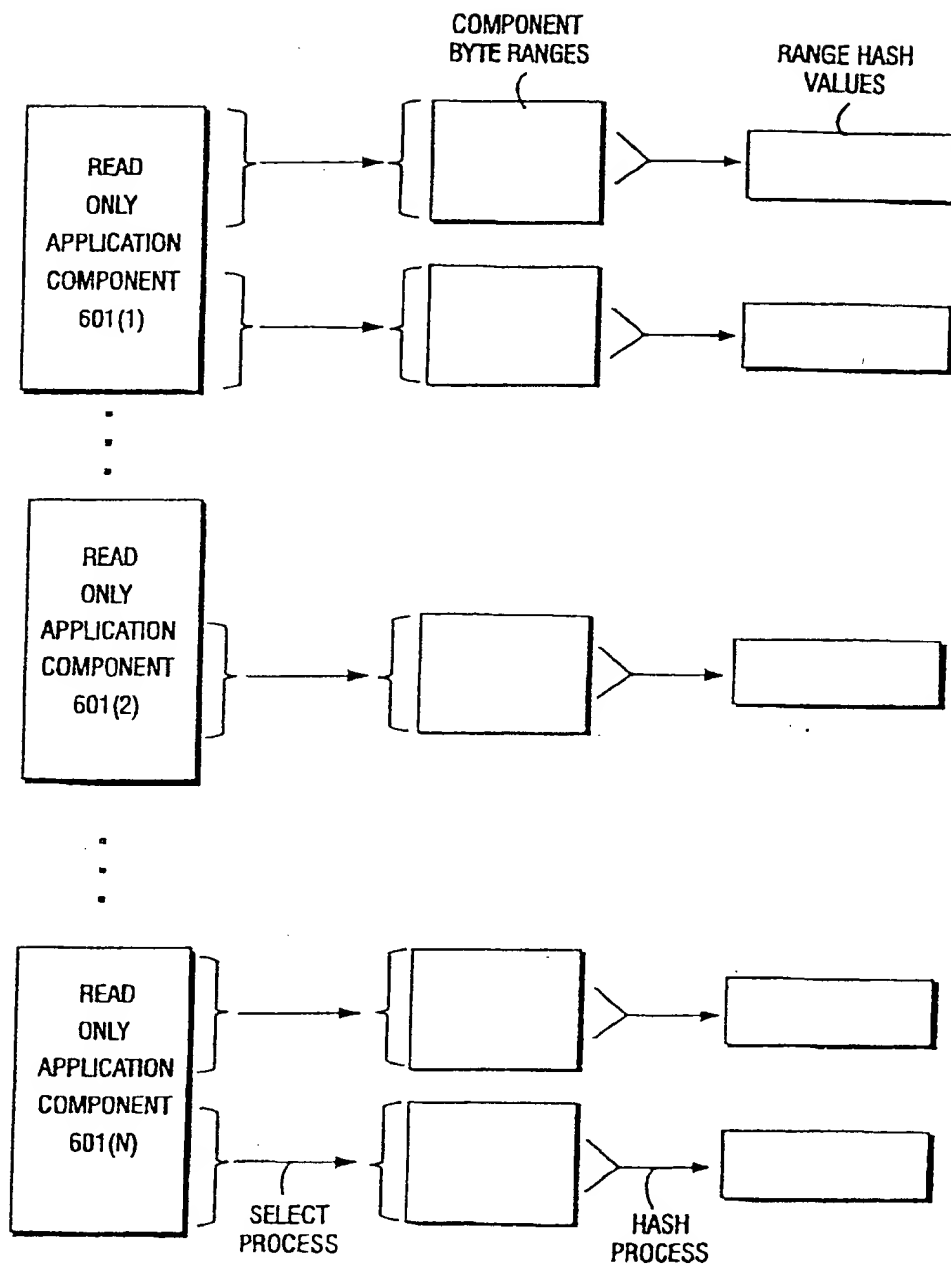 COMPONENT
BYTE RANGES
RANGE HASH
VALUES
READ
ONLY
APPLICATION
COMPONENT
601(1)
READ
ONLY
APPLICATION
COMPONENT
601(2)
READ
ONLY
APPLICATION
COMPONENT
601(N)
SELECT
PROCESS
HASH
PROCESS